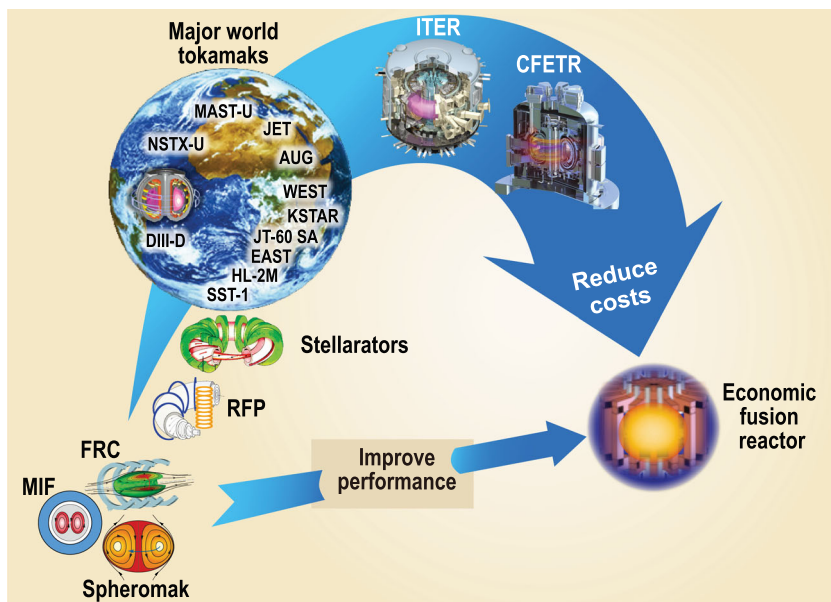 Major world
tokamaks
MAST-U
JET
NSTX-U
AUG
WEST
KSTAR
DIII-D
JT-60 SA
EAST
HL-2M
SST-1
ITER
CFETR
Reduce
costs
Stellarators
RFP
FRC
MIF
Spheromak
Improve
performance
Economic
fusion
reactor